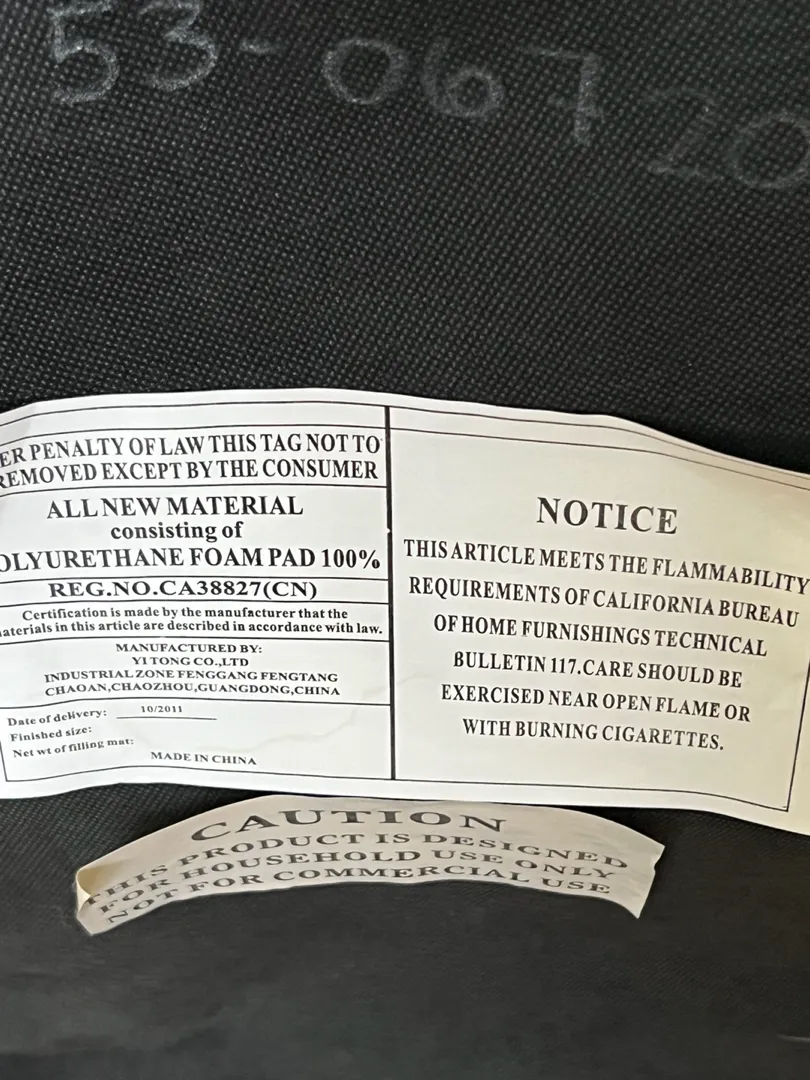 53-067 20
ER PENALTY OF LAW THIS TAG NOT TO
REMOVED EXCEPT BY THE CONSUMER
ALL NEW MATERIAL
consisting of
OLYURETHANE FOAM PAD 100%
REG.NO.CA38827(CN)
Certification is made by the manufacturer that the
aterials in this article are described in accordance with law.
MANUFACTURED BY:
YI TONG CO.,LTD
INDUSTRIAL ZONE FENGGANG FENGTANG
CHAOAN,CHAOZHOU,GUANGDONG,CHINA
Date of delivery: 10/2011
Finished size:
Net wt of filling mat:
MADE IN CHINA
NOTICE
THIS ARTICLE MEETS THE FLAMMABILITY
REQUIREMENTS OF CALIFORNIA BUREAU
OF HOME FURNISHINGS TECHNICAL
BULLETIN 117.CARE SHOULD BE
EXERCISED NEAR OPEN FLAME OR
WITH BURNING CIGARETTES.
CAUTION
THIS PRODUCT IS DESIGNED
FOR HOUSEHOLD USE ONLY
NOT FOR COMMERCIAL USE